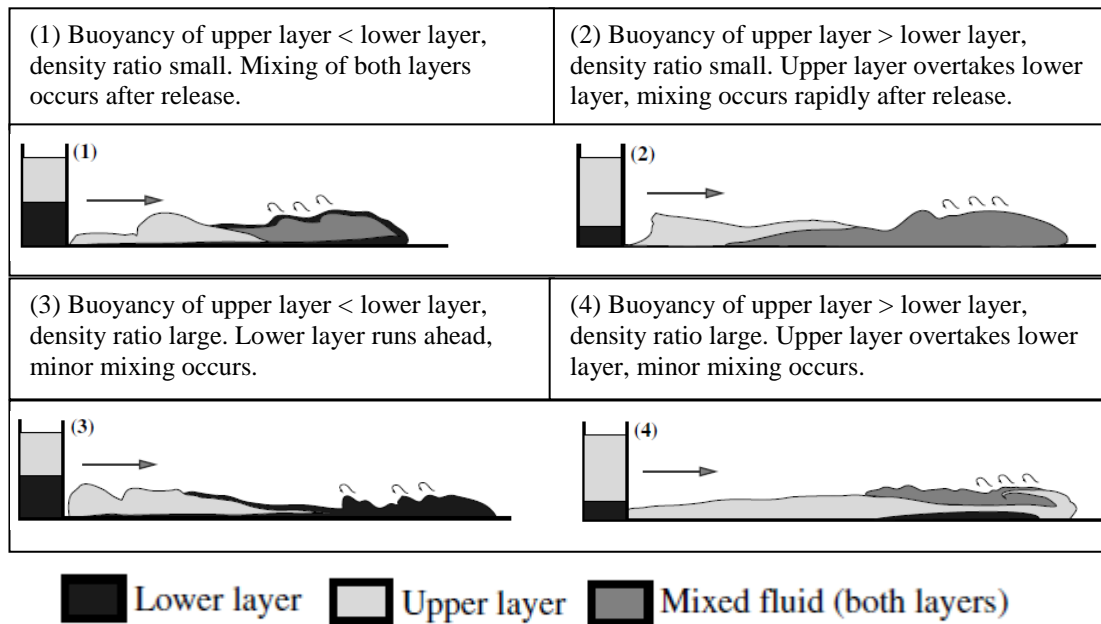 (1) Buoyancy of upper layer < lower layer,
density ratio small. Mixing of both layers
occurs after release.
(2) Buoyancy of upper layer > lower layer,
density ratio small. Upper layer overtakes lower
layer, mixing occurs rapidly after release.
(1)
(2)
(3) Buoyancy of upper layer < lower layer,
density ratio large. Lower layer runs ahead,
minor mixing occurs.
(4) Buoyancy of upper layer > lower layer,
density ratio large. Upper layer overtakes lower
layer, minor mixing occurs.
(3)
(4)
Lower layer
Upper layer
Mixed fluid (both layers)